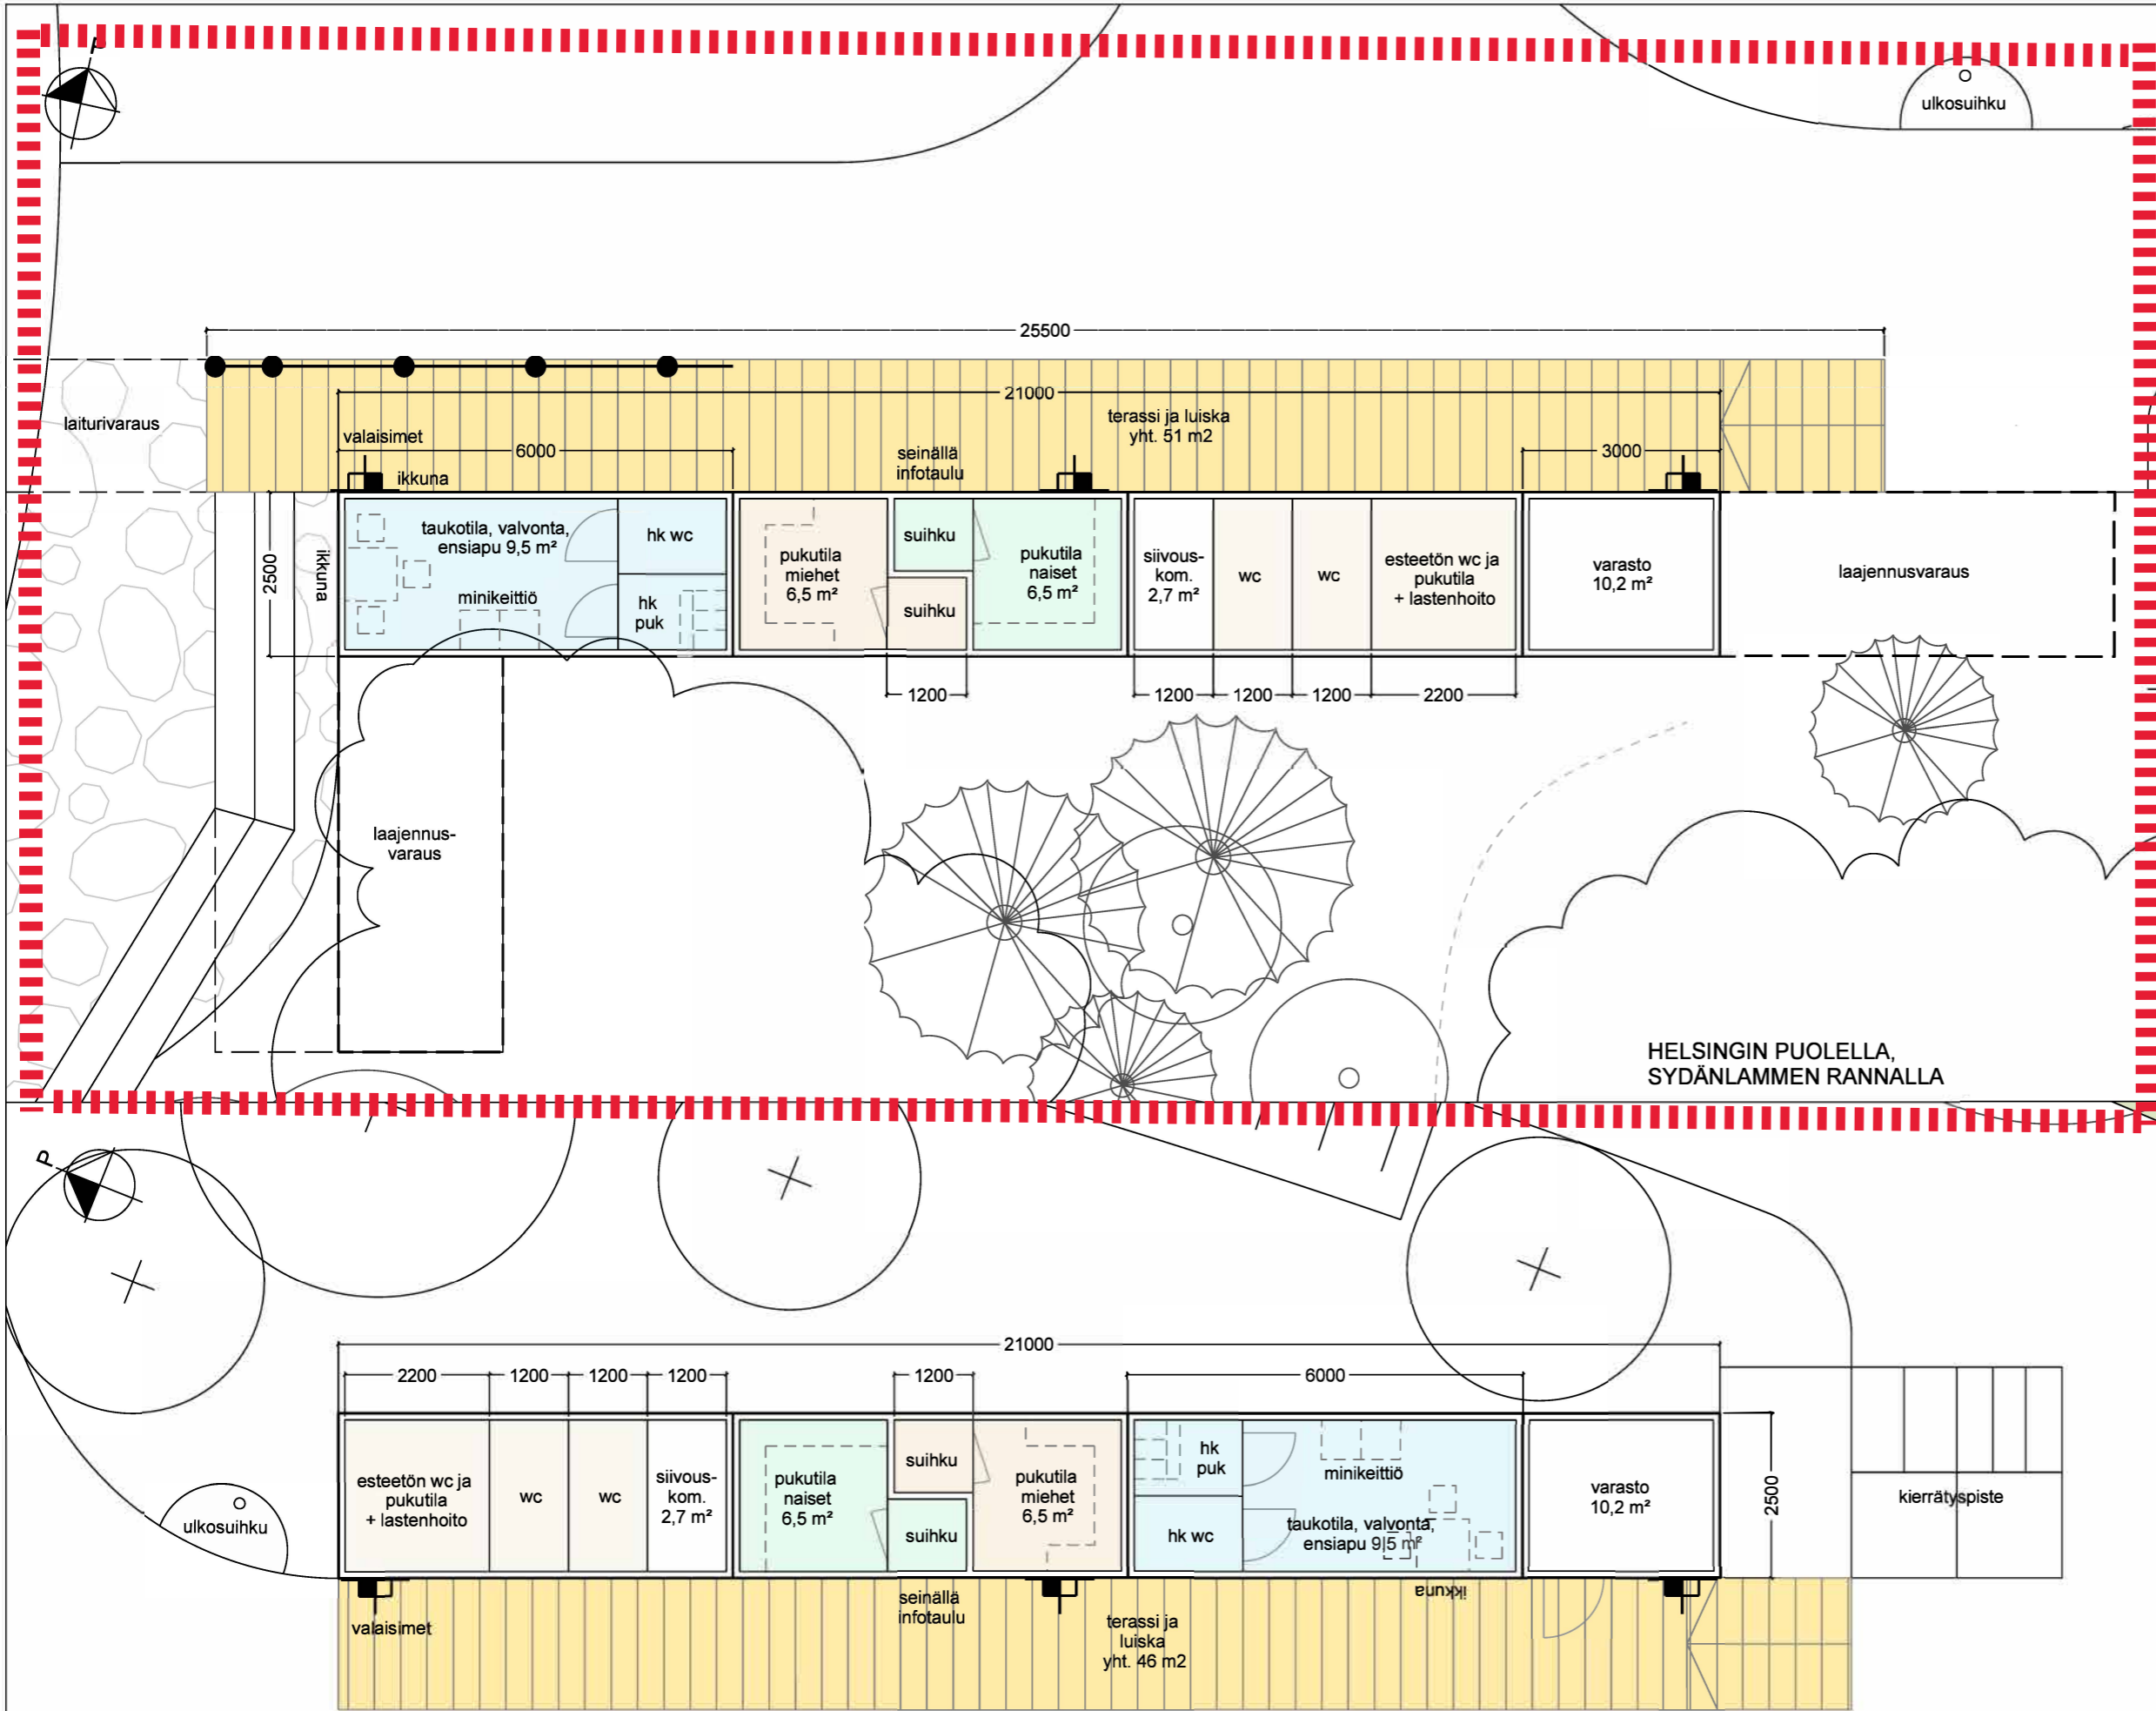 P
ulkosuihku
25500
laiturivaraus
21000
terassi ja luiska
yht. 51 m2
valaisimet
6000
seinällä
infotaulu
3000
ikkuna
2500
ikkuna
taukotila, valvonta,
ensiapu 9,5 m²
minikeittiö
hk wc
hk
puk
pukutila
miehet
6,5 m²
suihku
suihku
pukutila
naiset
6,5 m²
siivous-
kom.
2,7 m²
wc
wc
esteetön wc ja
pukutila
+ lastenhoito
varasto
10,2 m²
laajennusvaraus
1200
1200
1200
1200
2200
laajennus-
varaus
HELSINGIN PUOLELLA,
SYDÄNLAMMEN RANNALLA
P
21000
2200
1200
1200
1200
1200
6000
esteetön wc ja
pukutila
+ lastenhoito
wc
wc
siivous-
kom.
2,7 m²
pukutila
naiset
6,5 m²
suihku
suihku
pukutila
miehet
6,5 m²
hk
puk
hk wc
minikeittiö
taukotila, valvonta,
ensiapu 9,5 m²
varasto
10,2 m²
2500
kierrätyspiste
ulkosuihku
ikkuna
valaisimet
seinällä
infotaulu
terassi ja
luiska
yht. 46 m2